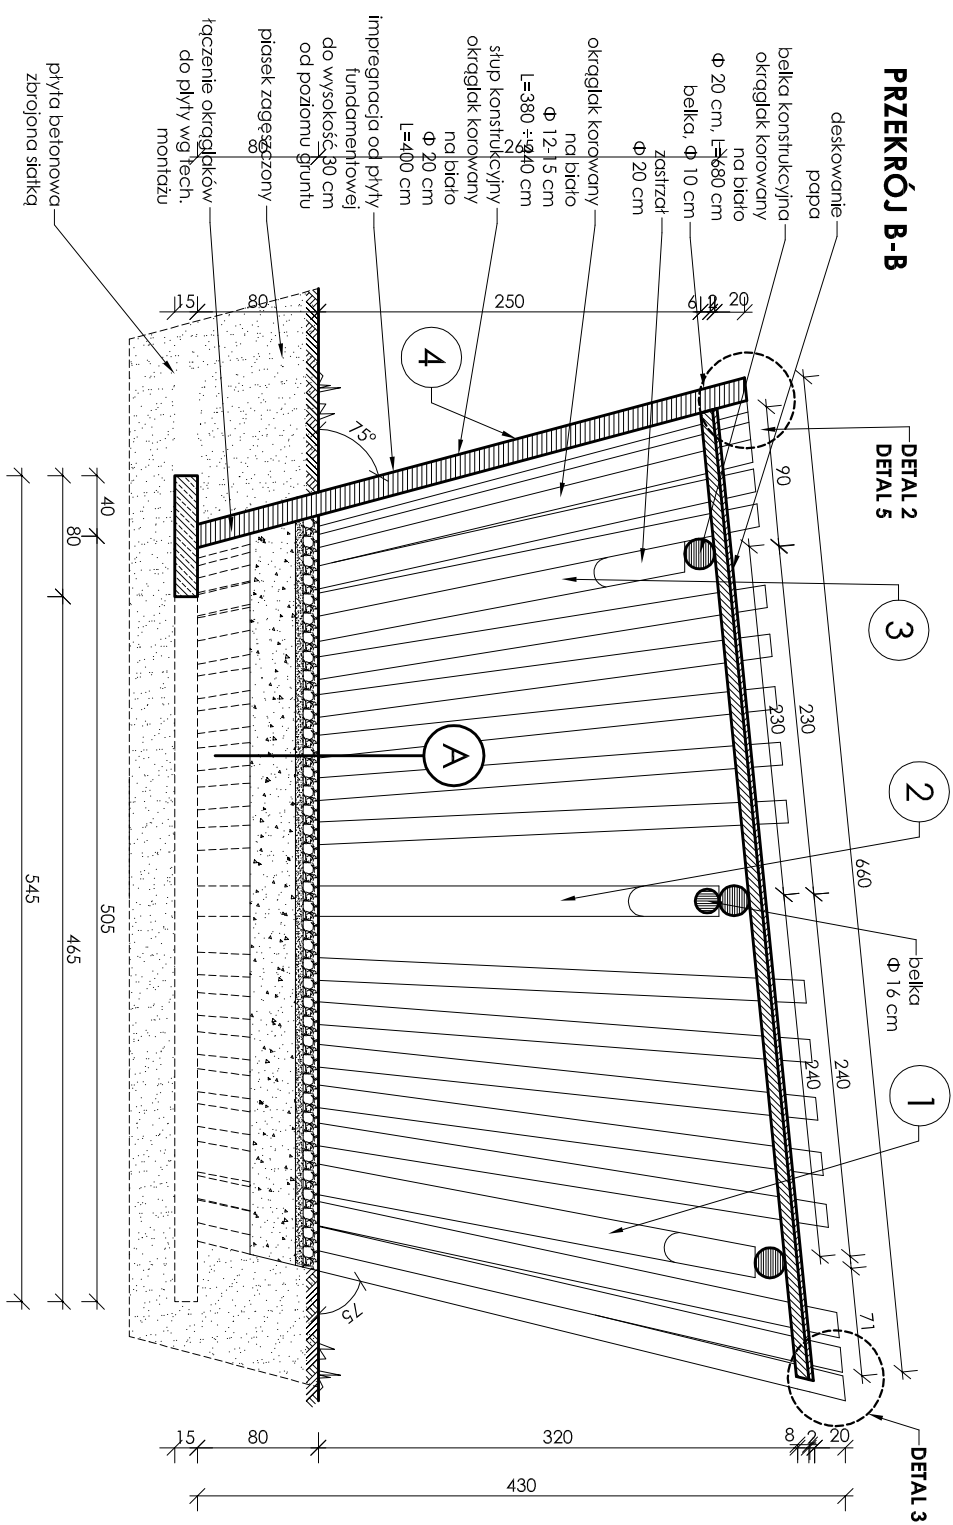 PRZEKRÓJ B-B
deskowanie
papa
belka konstrukcyjna
okrąglak korowany
na biało
Φ 20 cm, L=680 cm
belka, Φ 10 cm
zastrzał
Φ 20 cm
okrąglak korowany
na biało
Φ 12-15 cm
L=380 ÷ 540 cm
słup konstrukcyjny
okrąglak korowany
na biało
Φ 20 cm
L=400 cm
impregnacja od płyty
fundamentowej
do wysokość 30 cm
od poziomu gruntu
piasek zagęszczony
łączenie okrąglaków
do płyty wg tech.
montażu
płyta betonowa
zbrojona siatką
80
15
80
250
6
20
4
75°
DETAL 2
DETAL 5
90
3
230
230
A
2
660
belka
Φ 16 cm
240
240
1
71
75
DETAL 3
40
80
505
465
545
15
80
320
8
2
20
430